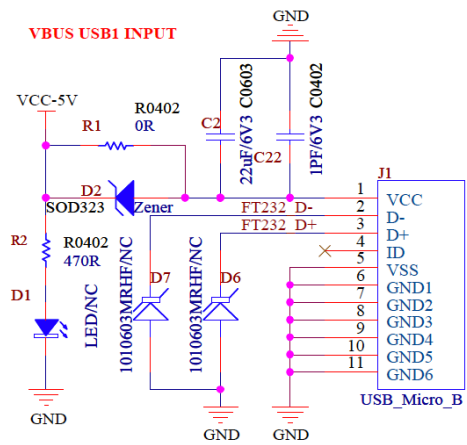 GND
VBUS USB1 INPUT
VCC-5V
R0402
R1
0R
C2
22uF/6V3 C0603
C22
1PF/6V3 C0402
J1
D2
SOD323
Zener
1
VCC
FT232 D-
2
D-
FT232 D+
3
D+
4
ID
5
VSS
6
GND1
7
GND2
8
GND3
9
GND4
10
GND5
11
GND6
USB_Micro_B
R2
R0402
470R
D1
LED/NC
D7
1010603MRHF/NC
D6
1010603MRHF/NC
GND
GND
GND